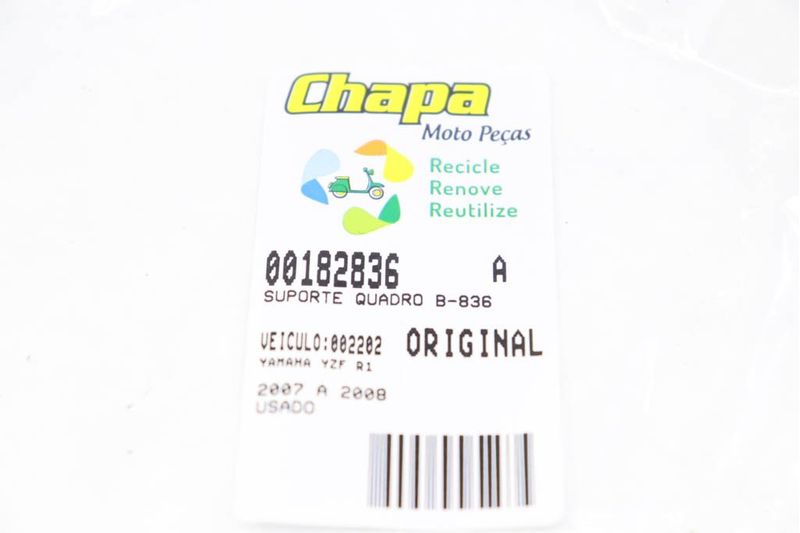 Chapa
Moto Peças
Recicle
Renove
Reutilize
00182836 A
SUPORTE QUADRO B-836
VEICULO:002202 ORIGINAL
YAMAHA YZF R1
2007 A 2008
USADO